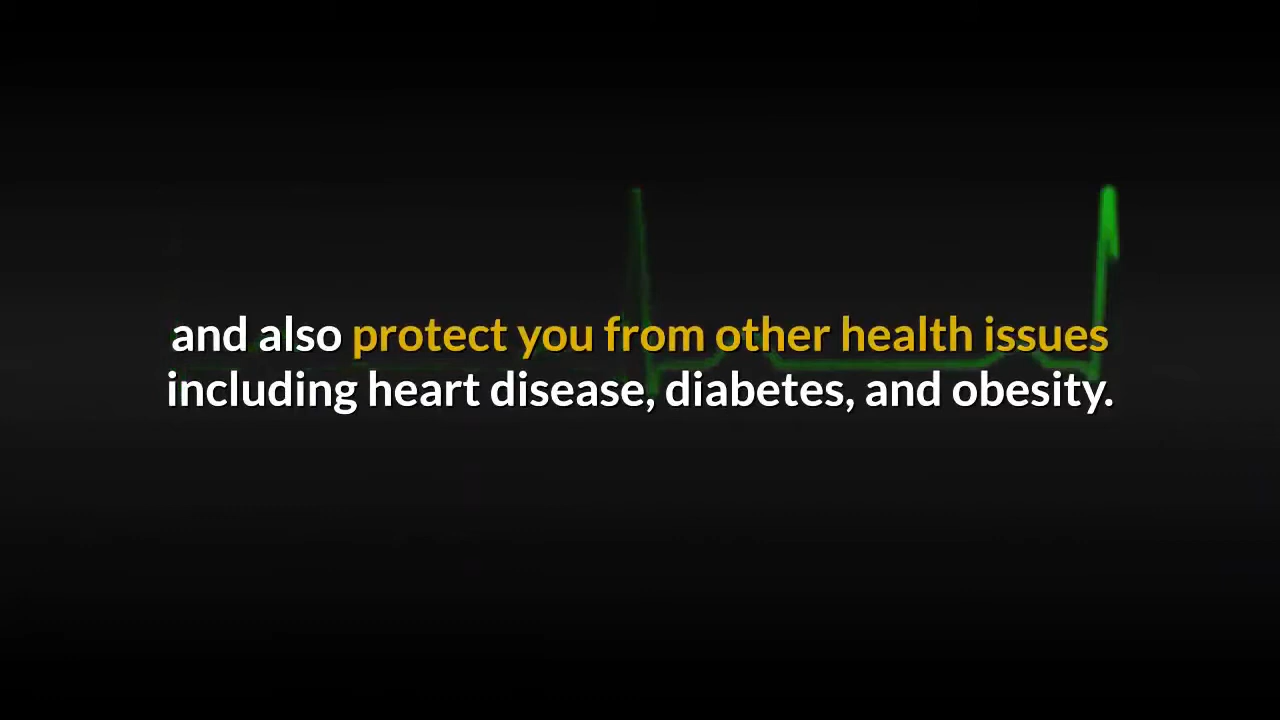 and also protect you from other health issues
including heart disease, diabetes, and obesity.